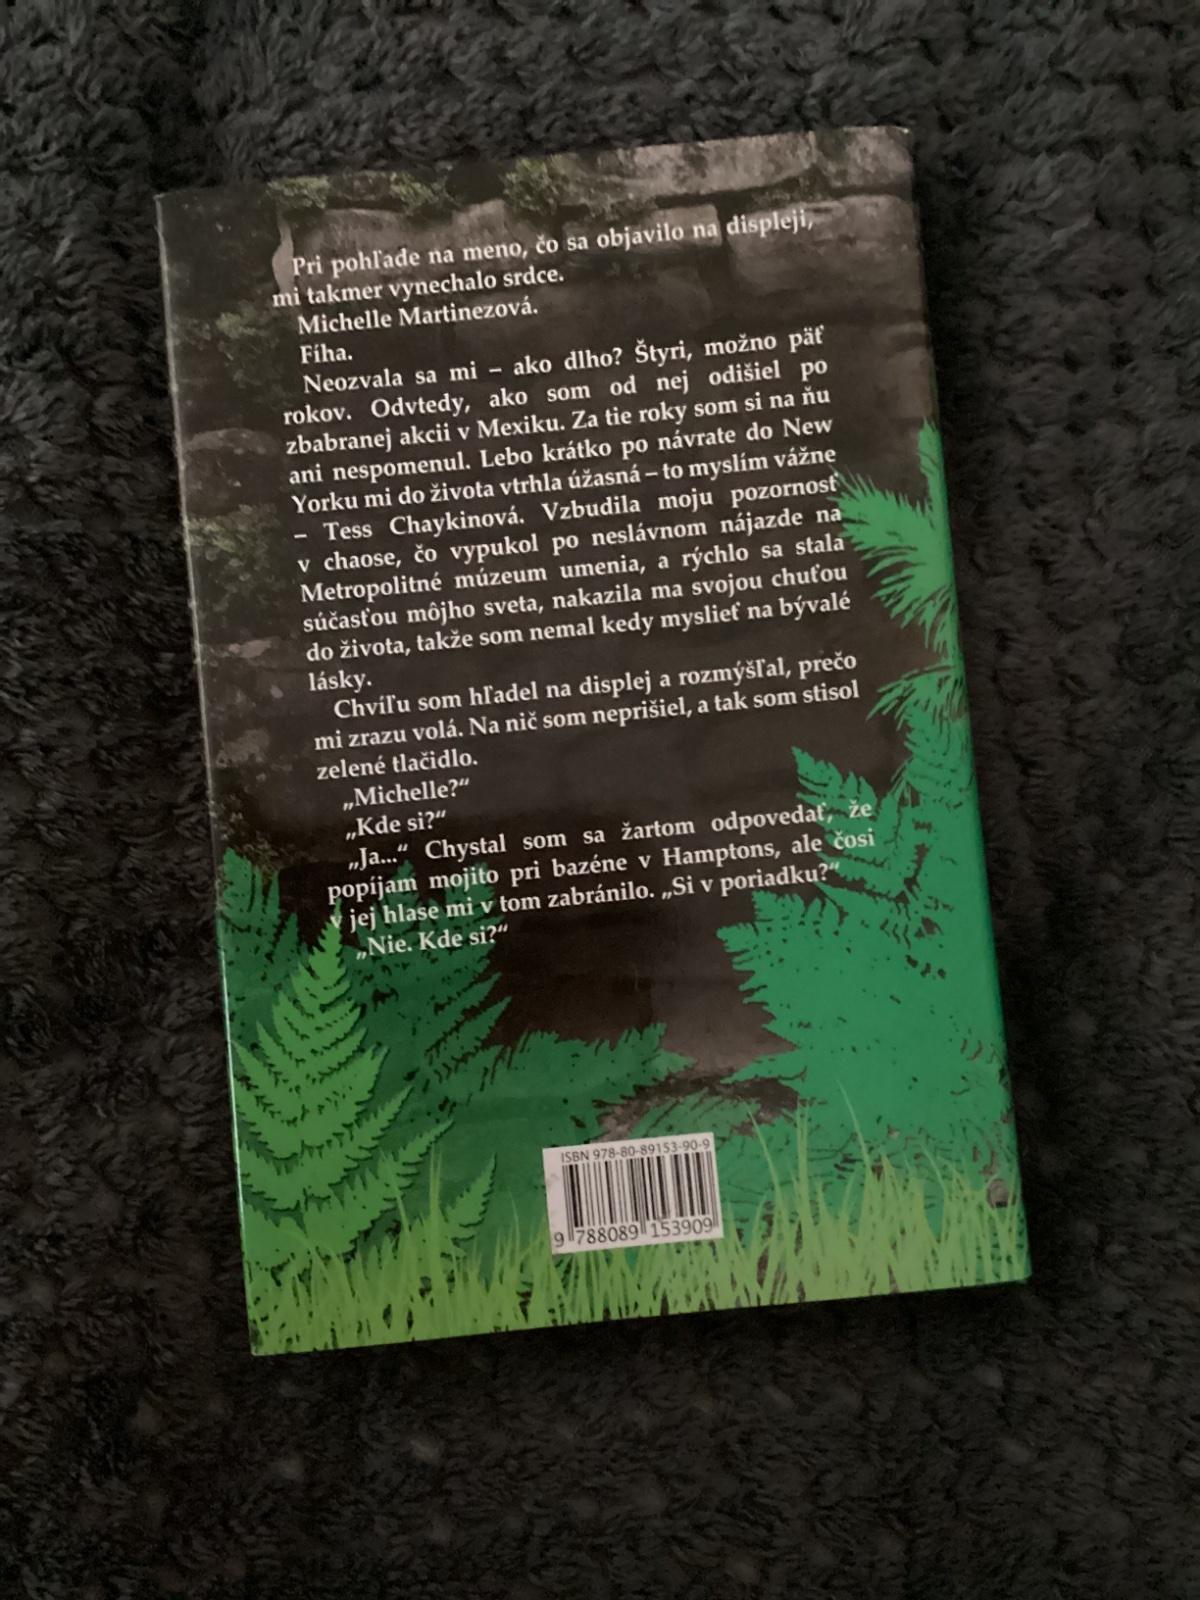 Pri pohľade na meno, čo sa objavilo na displeji,
mi takmer vynechalo srdce.
Michelle Martinezová.
Fíha.
Neozvala sa mi – ako dlho? Štyri, možno päť
rokov. Odvtedy, ako som od nej odišiel po
zbabranej akcii v Mexiku. Za tie roky som si na ňu
ani nespomenul. Lebo krátko po návrate do New
Yorku mi do života vtrhla úžasná – to myslím vážne
– Tess Chaykinová. Vzbudila moju pozornosť
v chaose, čo vypukol po neslávnom nájazde na
Metropolitné múzeum umenia, a rýchlo sa stala
súčasťou môjho sveta, nakazila ma svojou chuťou
do života, takže som nemal kedy myslieť na bývalé
lásky.
Chvíľu som hľadel na displej a rozmýšľal, prečo
mi zrazu volá. Na nič som neprišiel, a tak som stisol
zelené tlačidlo.
„Michelle?“
„Kde si?“
„Ja...“ Chystal som sa žartom odpovedať, že
popíjam mojito pri bazéne v Hamptons, ale čosi
v jej hlase mi v tom zabránilo. „Si v poriadku?“
„Nie. Kde si?“
ISBN 978-80-89153-90-9
9 788089 153909